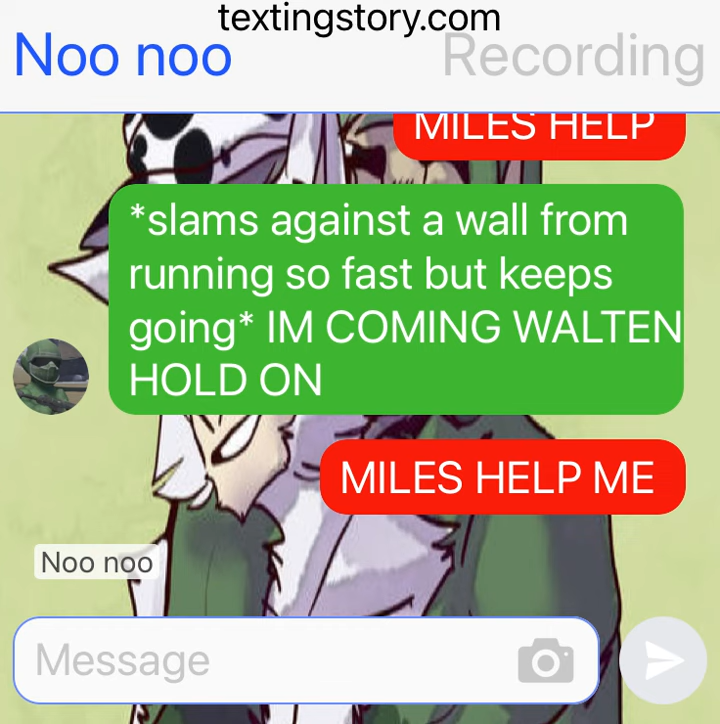 textingstory.com
Noo noo
Recording
MILES HELP
*slams against a wall from
running so fast but keeps
going* IM COMING WALTEN
HOLD ON
MILES HELP ME
Noo noo
Message